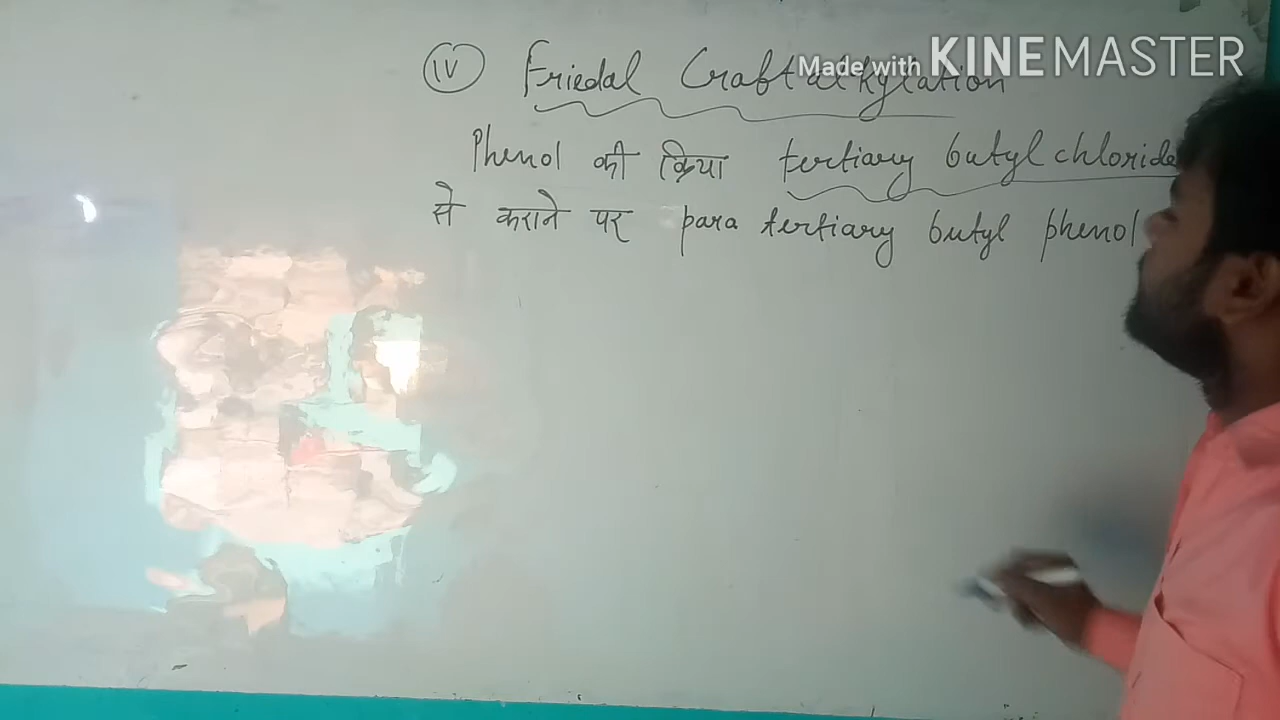 Made with KINEMASTER
(iv) Friedal Craft alkylation
Phenol की क्रिया tertiary butyl chloride
से कराने पर para tertiary butyl phenol